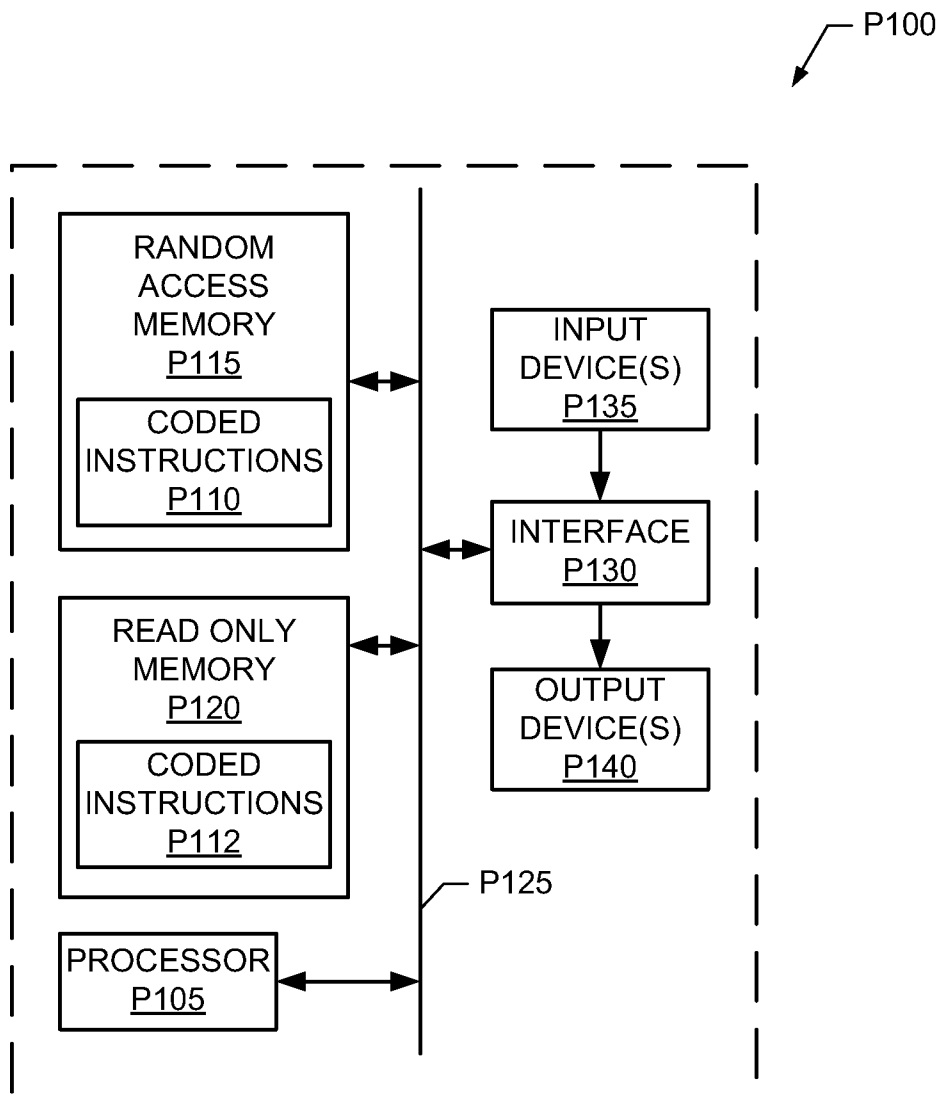 P100
RANDOM
ACCESS
MEMORY
P115
CODED
INSTRUCTIONS
P110
READ ONLY
MEMORY
P120
CODED
INSTRUCTIONS
P112
PROCESSOR
P105
INPUT
DEVICE(S)
P135
INTERFACE
P130
OUTPUT
DEVICE(S)
P140
P125